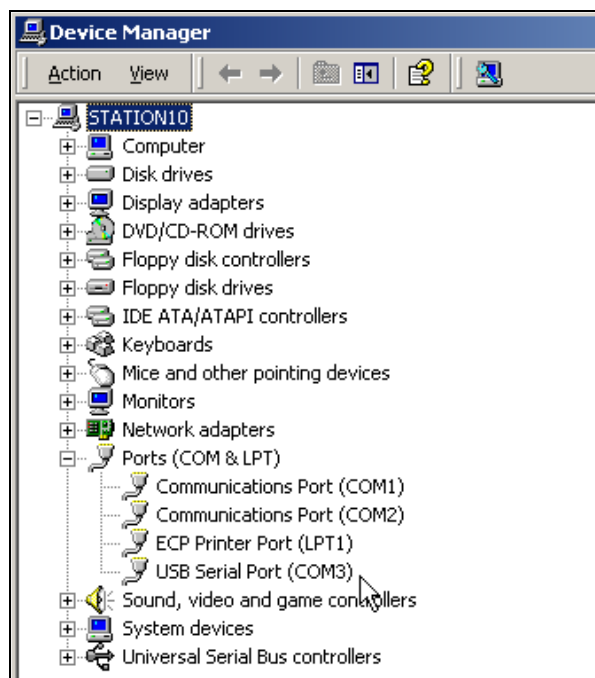 Device Manager
Action View
STATION10
Computer
Disk drives
Display adapters
DVD/CD-ROM drives
Floppy disk controllers
Floppy disk drives
IDE ATA/ATAPI controllers
Keyboards
Mice and other pointing devices
Monitors
Network adapters
Ports (COM & LPT)
Communications Port (COM1)
Communications Port (COM2)
ECP Printer Port (LPT1)
USB Serial Port (COM3)
Sound, video and game controllers
System devices
Universal Serial Bus controllers